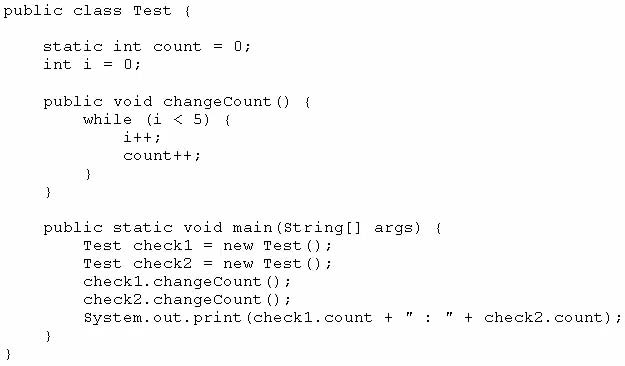 public class Test {
static int count = 0;
int i = 0;
public void changeCount() {
while (i < 5) {
i++;
count++;
}
}
public static void main(String[] args) {
Test check1 = new Test();
Test check2 = new Test();
check1.changeCount();
check2.changeCount();
System.out.print(check1.count + " : " + check2.count);
}
}